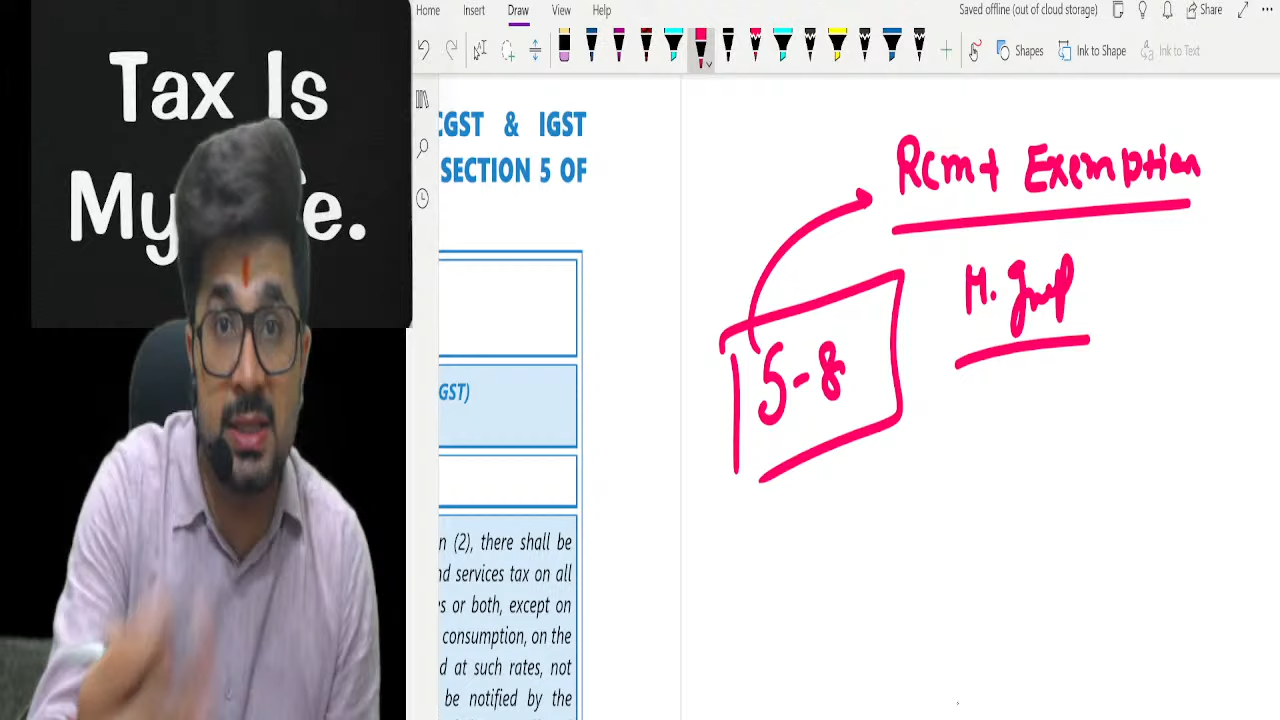 Tax Is
My fe.
Home Insert Draw View Help
Saved offline (out of cloud storage) Share
Shapes Ink to Shape Ink to Text
CGST & IGST
SECTION 5 OF
GST)
n (2), there shall be
nd services tax on all
s or both, except on
consumption, on the
d at such rates, not
be notified by the
Rcm + Exemption
H.
5-8